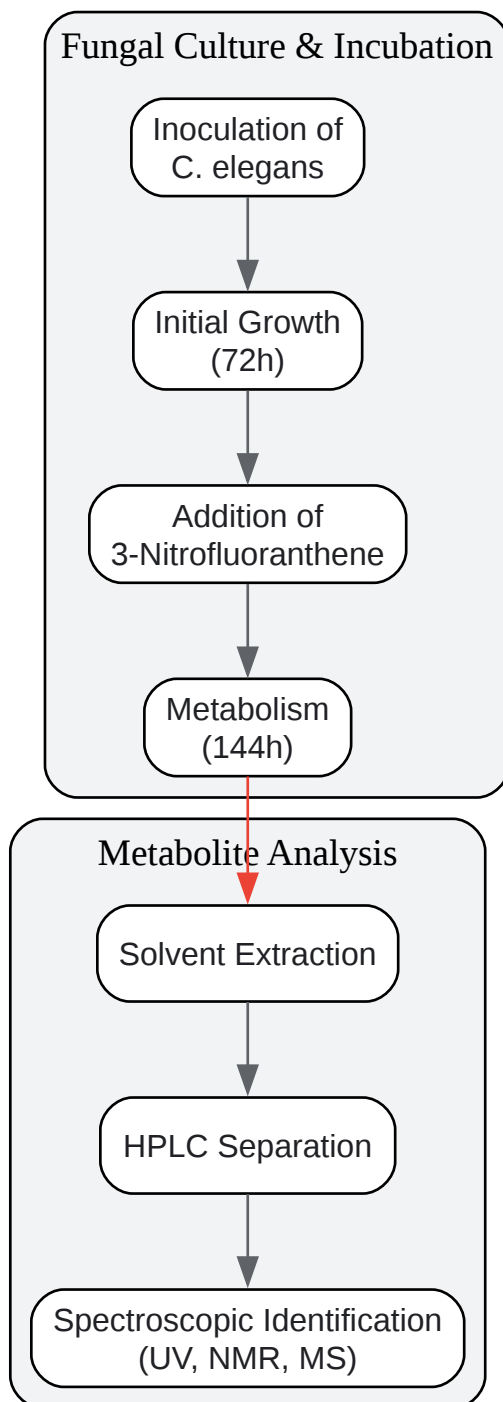 Fungal Culture & Incubation
Inoculation of
C. elegans
Initial Growth
(72h)
Addition of
3-Nitrofluoranthene
Metabolism
(144h)
Metabolite Analysis
Solvent Extraction
HPLC Separation
Spectroscopic Identification
(UV, NMR, MS)